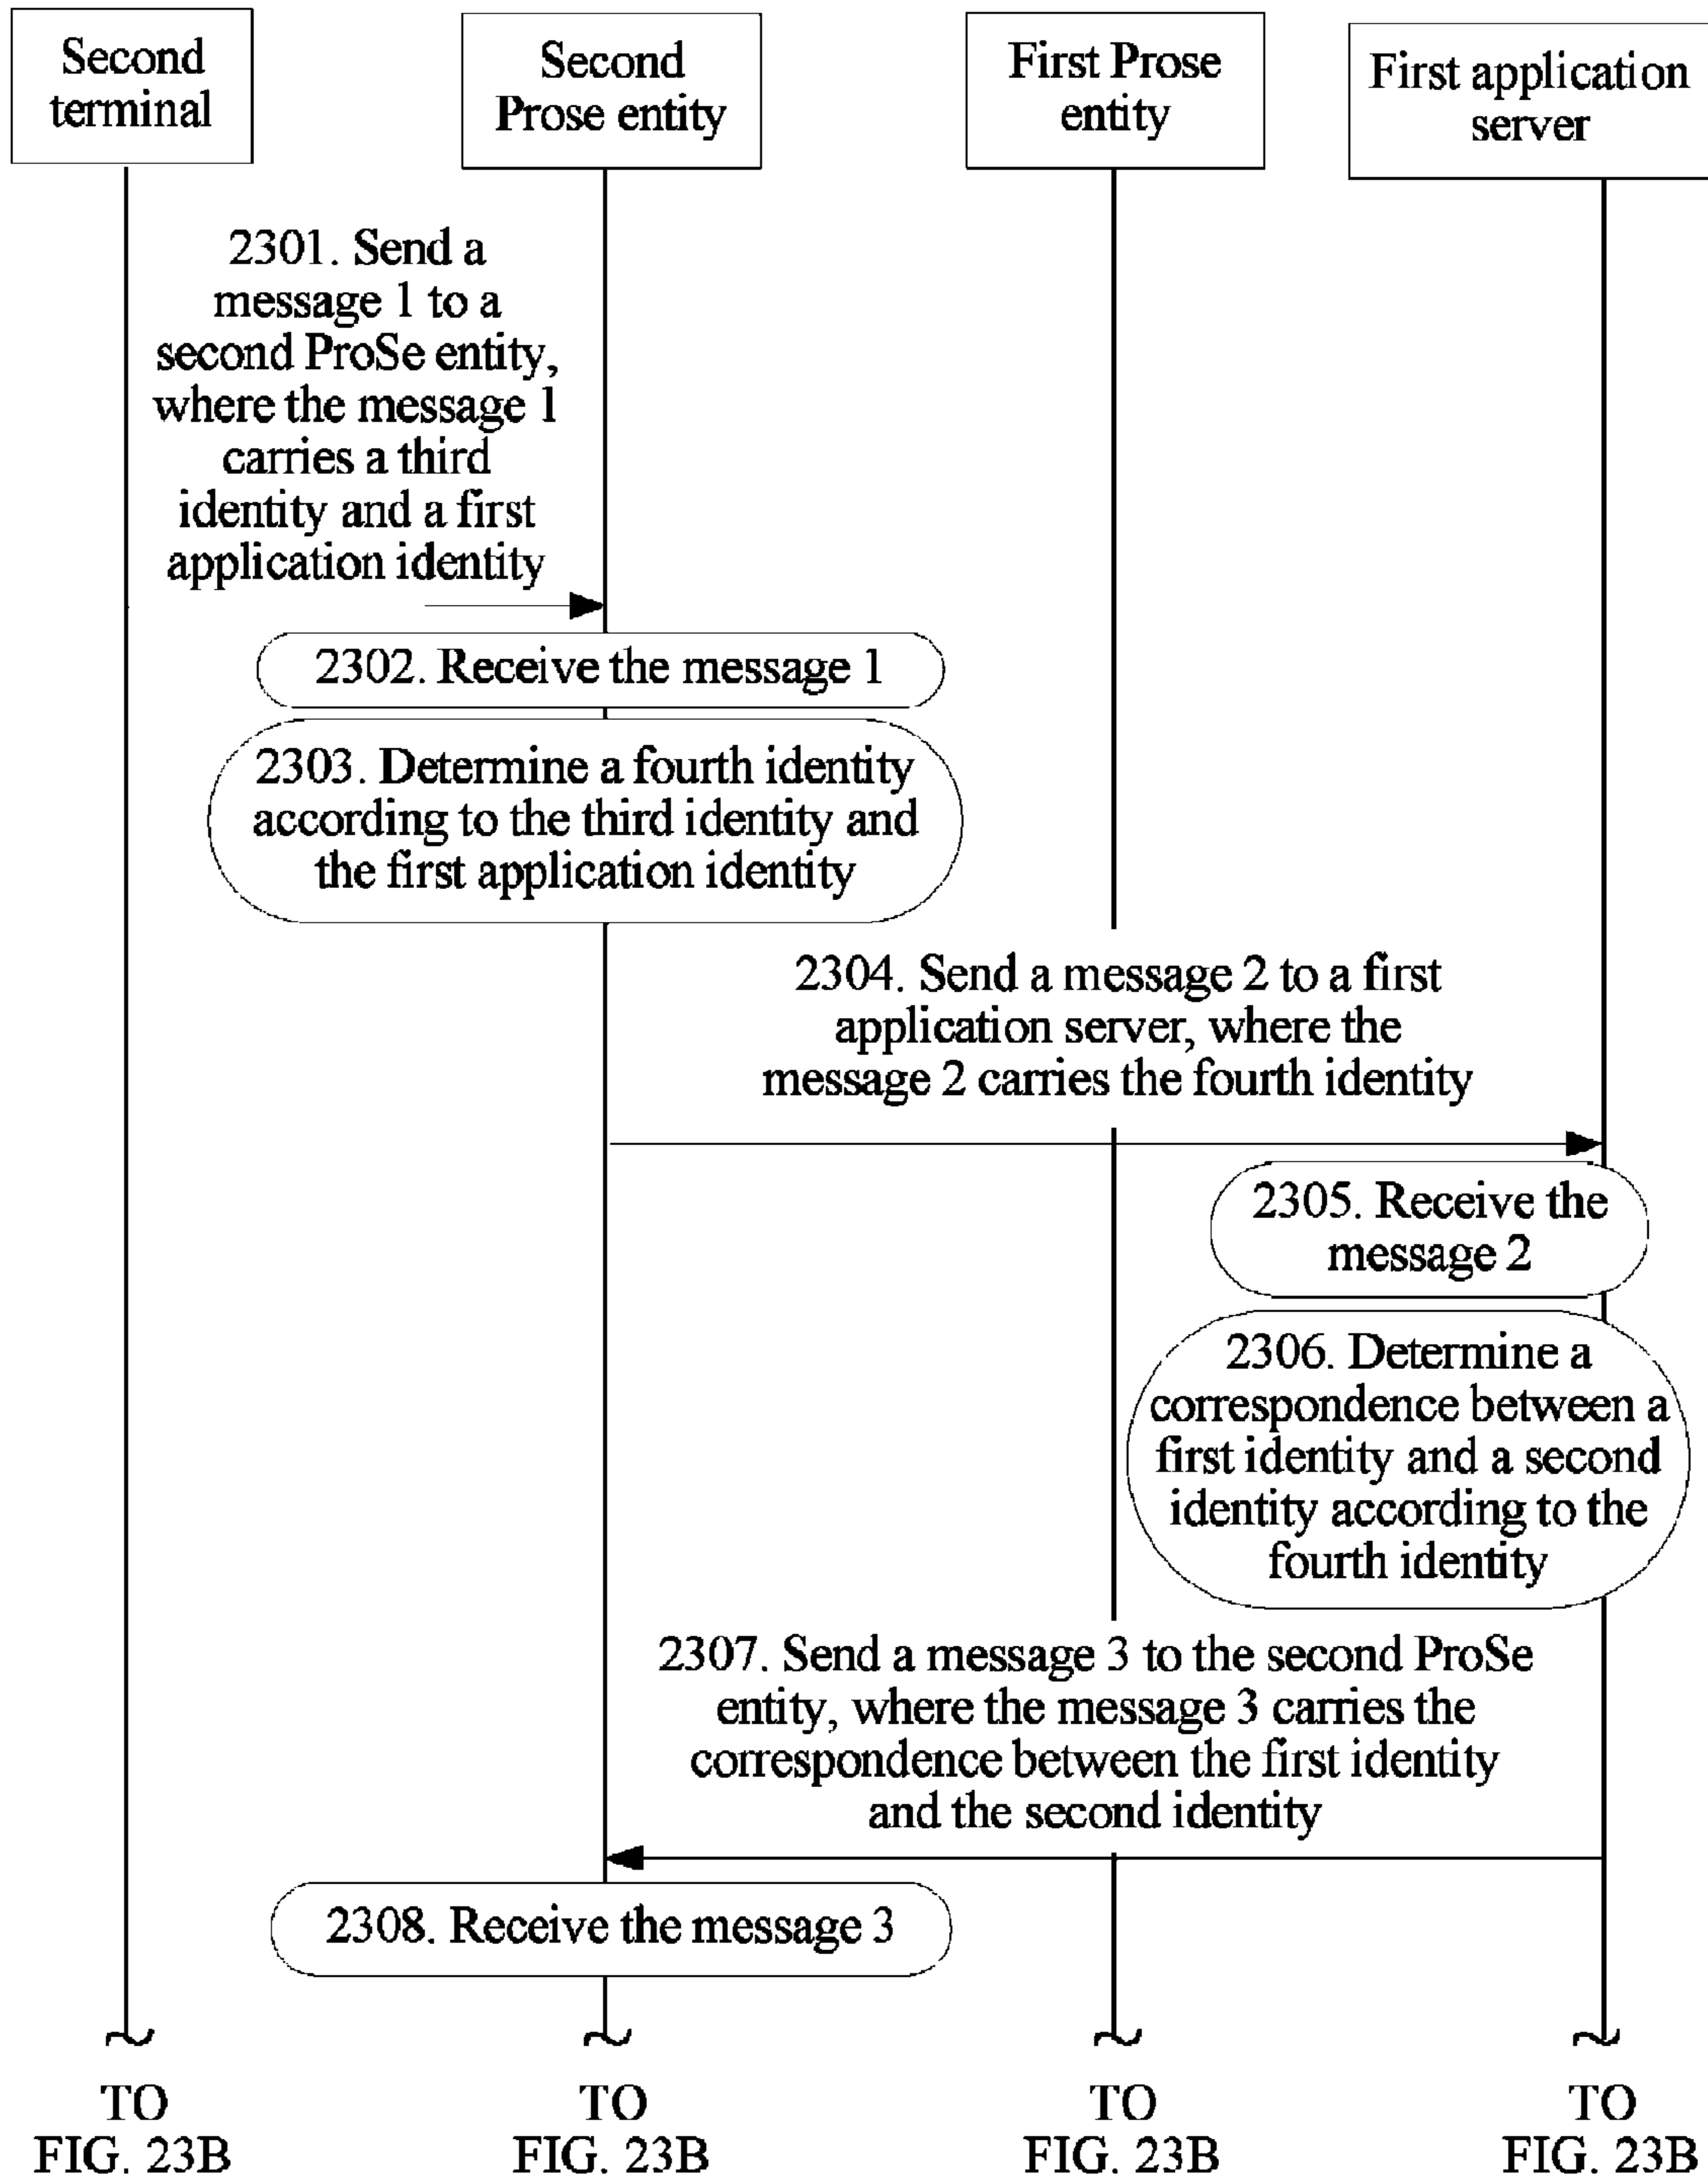 Second
terminal
Second
Prose entity
First Prose
entity
First application
server
2301. Send a
message 1 to a
second ProSe entity,
where the message 1
carries a third
identity and a first
application identity
2302. Receive the message 1
2303. Determine a fourth identity
according to the third identity and
the first application identity
2304. Send a message 2 to a first
application server, where the
message 2 carries the fourth identity
2305. Receive the
message 2
2306. Determine a
correspondence between a
first identity and a second
identity according to the
fourth identity
2307. Send a message 3 to the second ProSe
entity, where the message 3 carries the
correspondence between the first identity
and the second identity
2308. Receive the message 3
TO
FIG. 23B
TO
FIG. 23B
TO
FIG. 23B
TO
FIG. 23B